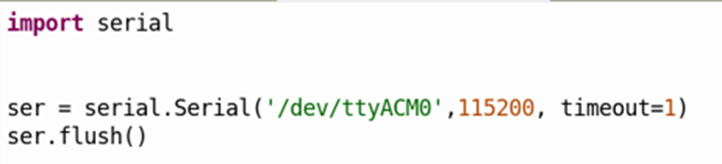 import serial
ser = serial.Serial('/dev/ttyACM0',115200, timeout=1)
ser.flush()